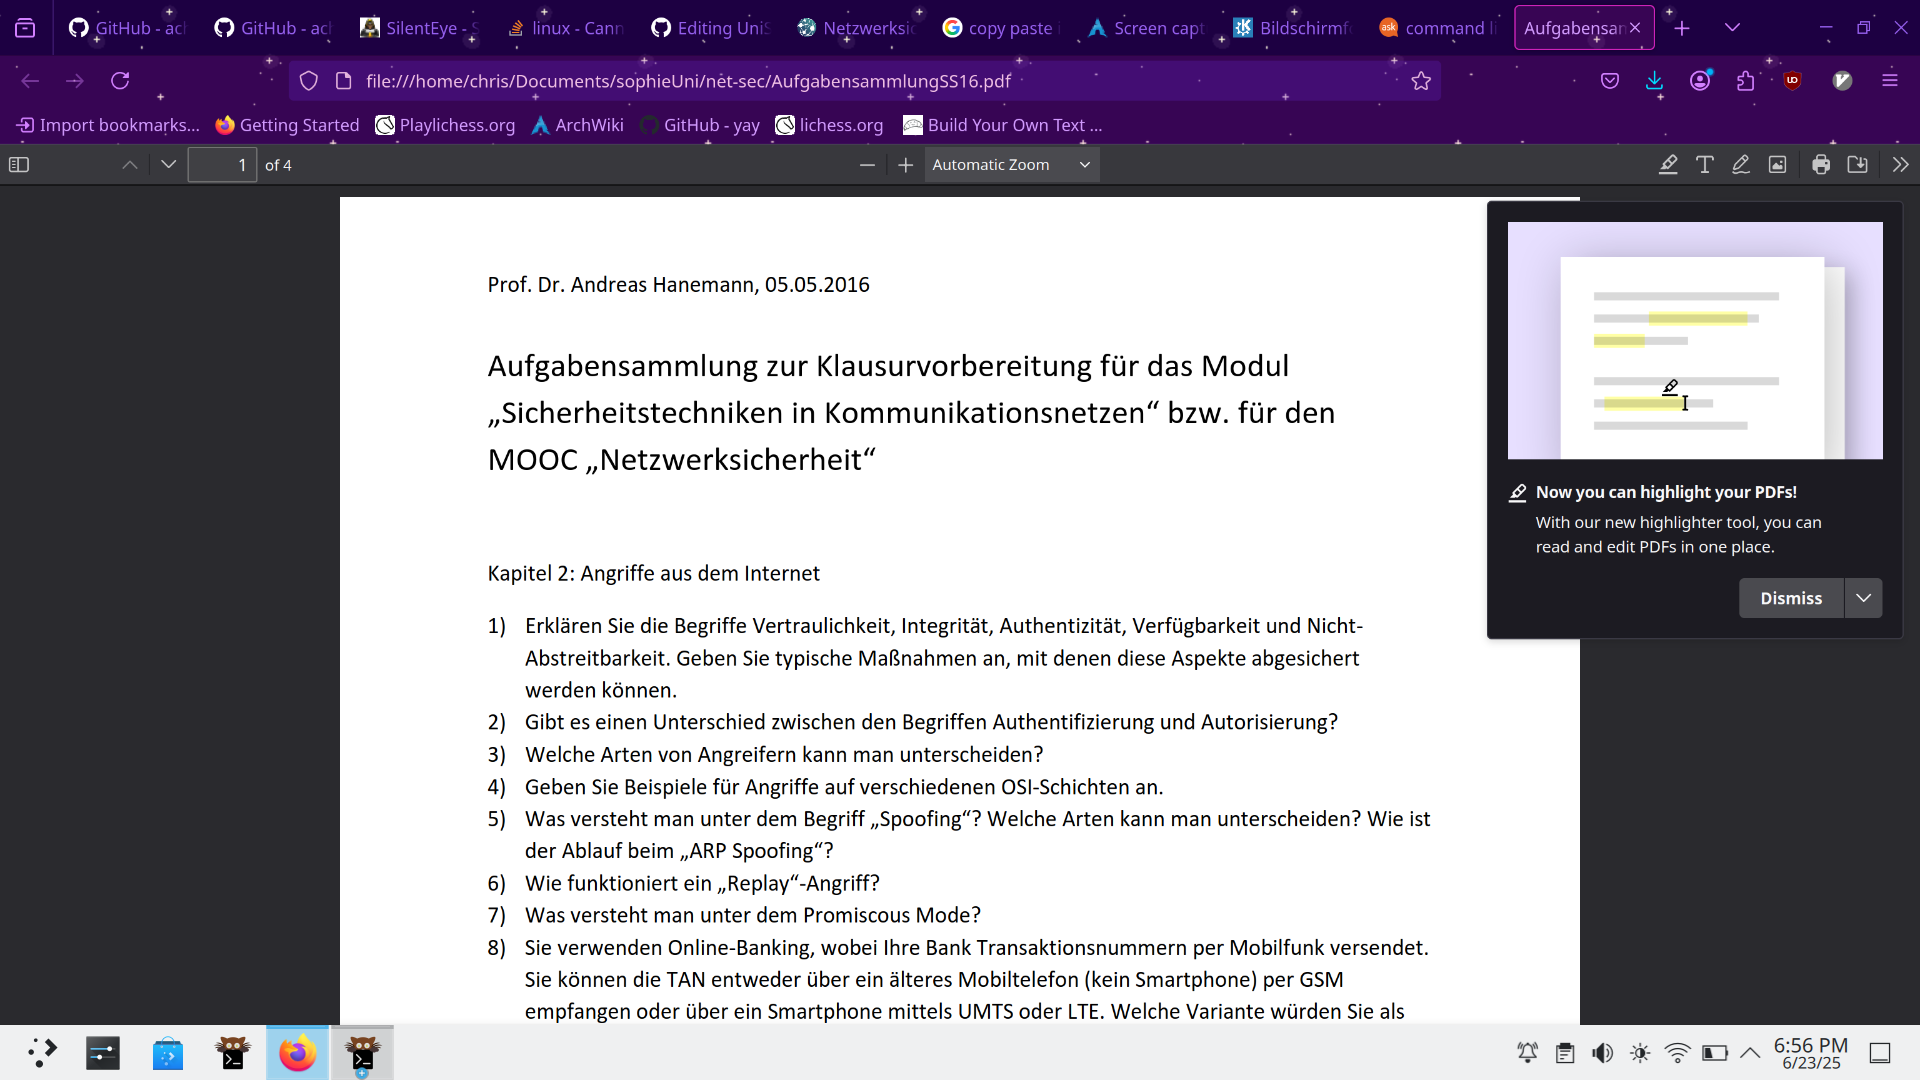 GitHub - ach
GitHub - ach
SilentEye - S
linux - Cann
Editing UniS
Netzwerksic
copy paste i
Screen capt
Bildschirmf
command li
Aufgabensan
file:///home/chris/Documents/sophieUni/net-sec/AufgabensammlungSS16.pdf
Import bookmarks... Getting Started Playlichess.org ArchWiki GitHub - yay lichess.org Build Your Own Text ...
1 of 4 Automatic Zoom
Prof. Dr. Andreas Hanemann, 05.05.2016
Aufgabensammlung zur Klausurvorbereitung für das Modul
„Sicherheitstechniken in Kommunikationsnetzen“ bzw. für den
MOOC „Netzwerksicherheit“
Kapitel 2: Angriffe aus dem Internet
1) Erklären Sie die Begriffe Vertraulichkeit, Integrität, Authentizität, Verfügbarkeit und Nicht-
Abstreitbarkeit. Geben Sie typische Maßnahmen an, mit denen diese Aspekte abgesichert
werden können.
2) Gibt es einen Unterschied zwischen den Begriffen Authentifizierung und Autorisierung?
3) Welche Arten von Angreifern kann man unterscheiden?
4) Geben Sie Beispiele für Angriffe auf verschiedenen OSI-Schichten an.
5) Was versteht man unter dem Begriff „Spoofing“? Welche Arten kann man unterscheiden? Wie ist
der Ablauf beim „ARP Spoofing“?
6) Wie funktioniert ein „Replay“-Angriff?
7) Was versteht man unter dem Promiscous Mode?
8) Sie verwenden Online-Banking, wobei Ihre Bank Transaktionsnummern per Mobilfunk versendet.
Sie können die TAN entweder über ein älteres Mobiltelefon (kein Smartphone) per GSM
empfangen oder über ein Smartphone mittels UMTS oder LTE. Welche Variante würden Sie als
Now you can highlight your PDFs!
With our new highlighter tool, you can
read and edit PDFs in one place.
Dismiss
6:56 PM
6/23/25